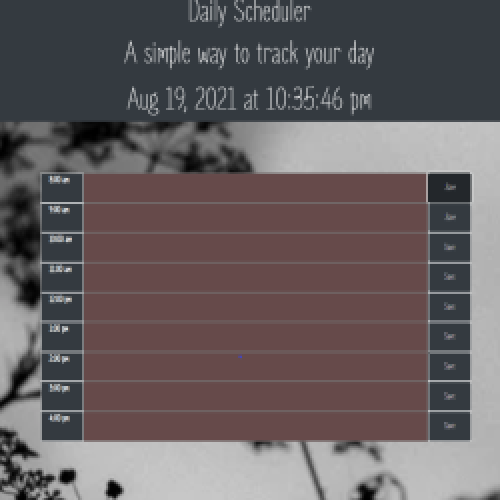 Daily Scheduler
A simple way to track your day
Aug 19, 2021 at 10:35:46 pm
8:00 am
9:00 am Save
10:00 am Save
11:00 am Save
12:00 pm Save
1:00 pm Save
2:00 pm Save
3:00 pm Save
4:00 pm Save